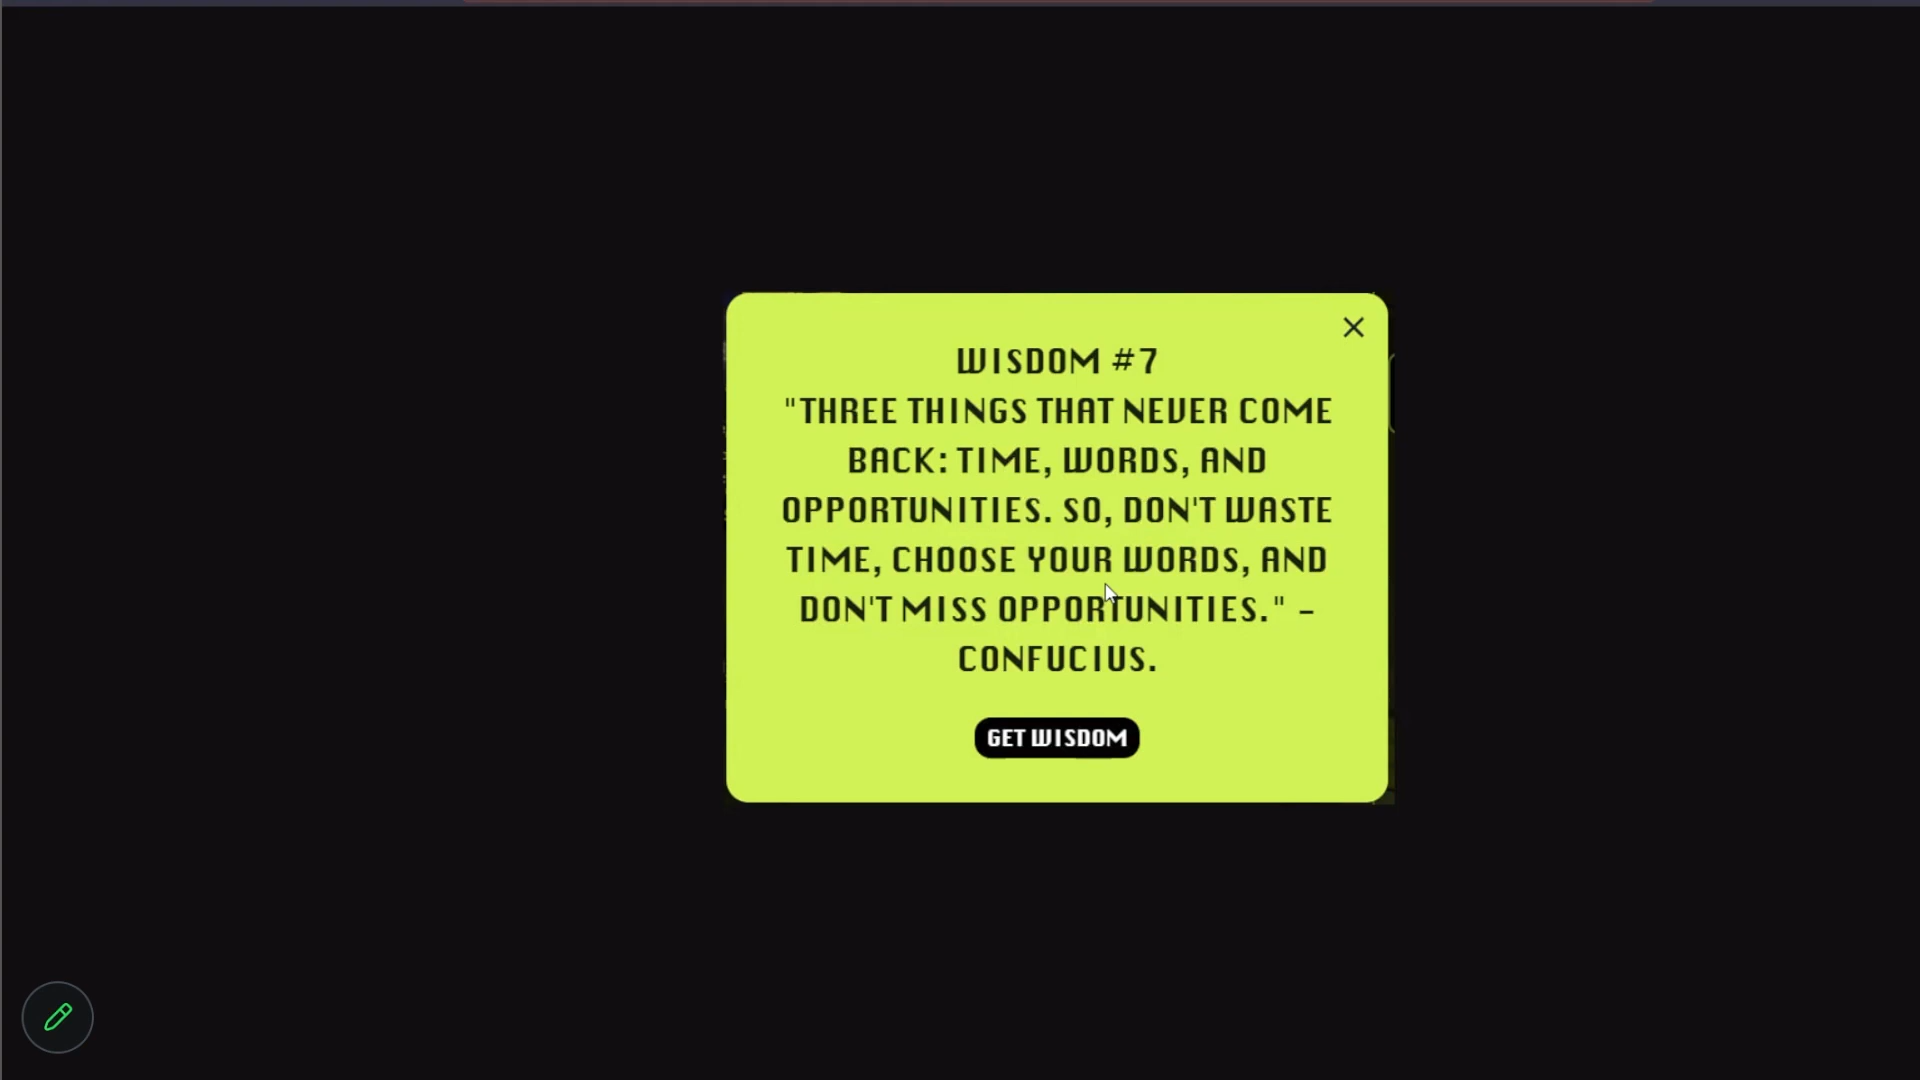 WISDOM #7
"THREE THINGS THAT NEVER COME
BACK: TIME, WORDS, AND
OPPORTUNITIES. SO, DON'T WASTE
TIME, CHOOSE YOUR WORDS, AND
DON'T MISS OPPORTUNITIES." -
CONFUCIUS.
GET WISDOM